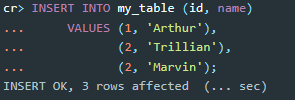 cr> INSERT INTO my_table (id, name)
...     VALUES (1, 'Arthur'),
...            (2, 'Trillian'),
...            (2, 'Marvin');
INSERT OK, 3 rows affected  (... sec)